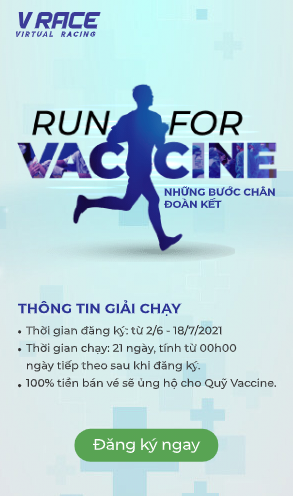 V RACE
VIRTUAL RACING
RUN FOR
VACCINE
NHỮNG BƯỚC CHÂN
ĐOÀN KẾT
THÔNG TIN GIẢI CHẠY
• Thời gian đăng ký: từ 2/6 - 18/7/2021
• Thời gian chạy: 21 ngày, tính từ 00h00
ngày tiếp theo sau khi đăng ký.
• 100% tiền bán vé sẽ ủng hộ cho Quỹ Vaccine.
Đăng ký ngay